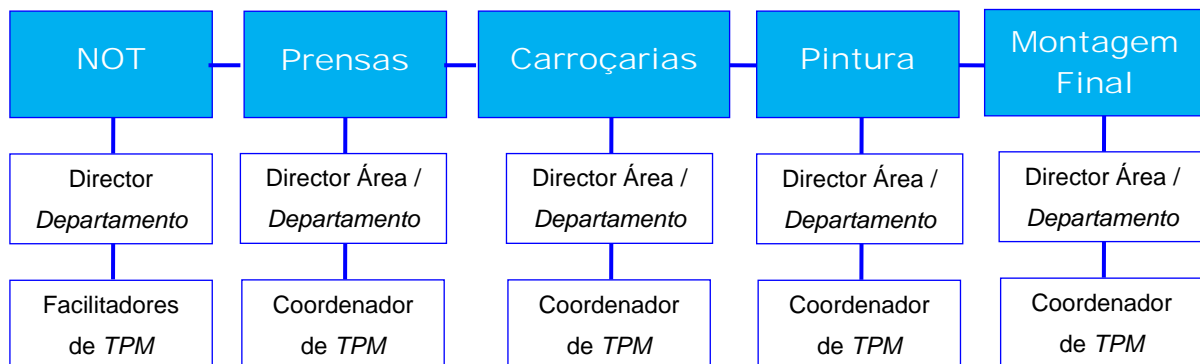 NOT
Prensas
Carroçarias
Pintura
Montagem
Final
Director
Departamento
Director Área /
Departamento
Director Área /
Departamento
Director Área /
Departamento
Director Área /
Departamento
Facilitadores
de TPM
Coordenador
de TPM
Coordenador
de TPM
Coordenador
de TPM
Coordenador
de TPM